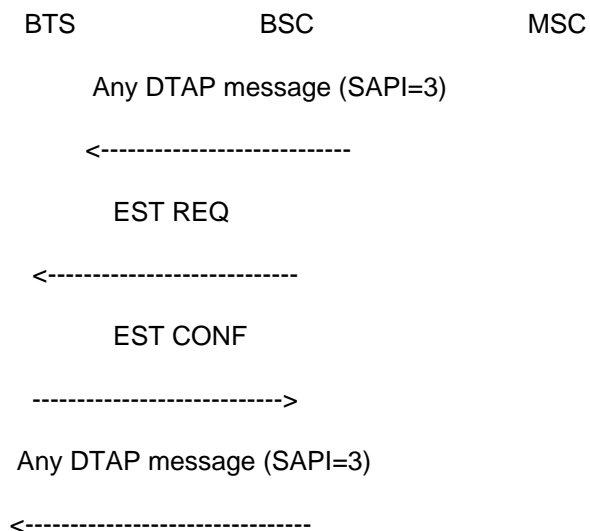 BTS BSC MSC
Any DTAP message (SAPI=3)
<----------------------------
EST REQ
<----------------------------
EST CONF
---------------------------->
Any DTAP message (SAPI=3)
<--------------------------------